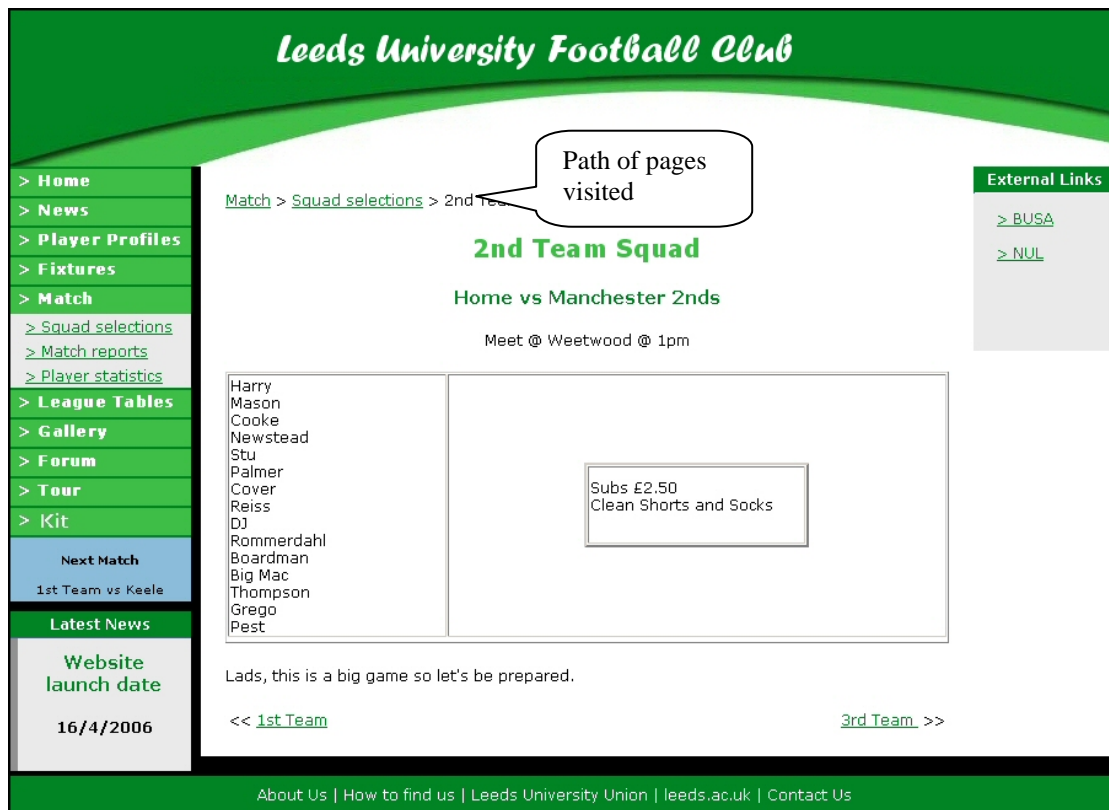 Leeds University Football Club
> Home
> News
> Player Profiles
> Fixtures
> Match
> Squad selections
> Match reports
> Player statistics
> League Tables
> Gallery
> Forum
> Tour
> Kit
Next Match
1st Team vs Keele
Latest News
Website
launch date
16/4/2006
Path of pages
visited
Match > Squad selections > 2nd
2nd Team Squad
Home vs Manchester 2nds
Meet @ Weetwood @ 1pm
Harry
Mason
Cooke
Newstead
Stu
Palmer
Cover
Reiss
DJ
Rommerdahl
Boardman
Big Mac
Thompson
Grego
Pest
Subs £2.50
Clean Shorts and Socks
Lads, this is a big game so let's be prepared.
<< 1st Team
3rd Team >>
External Links
> BUSA
> NUL
About Us | How to find us | Leeds University Union | leeds.ac.uk | Contact Us